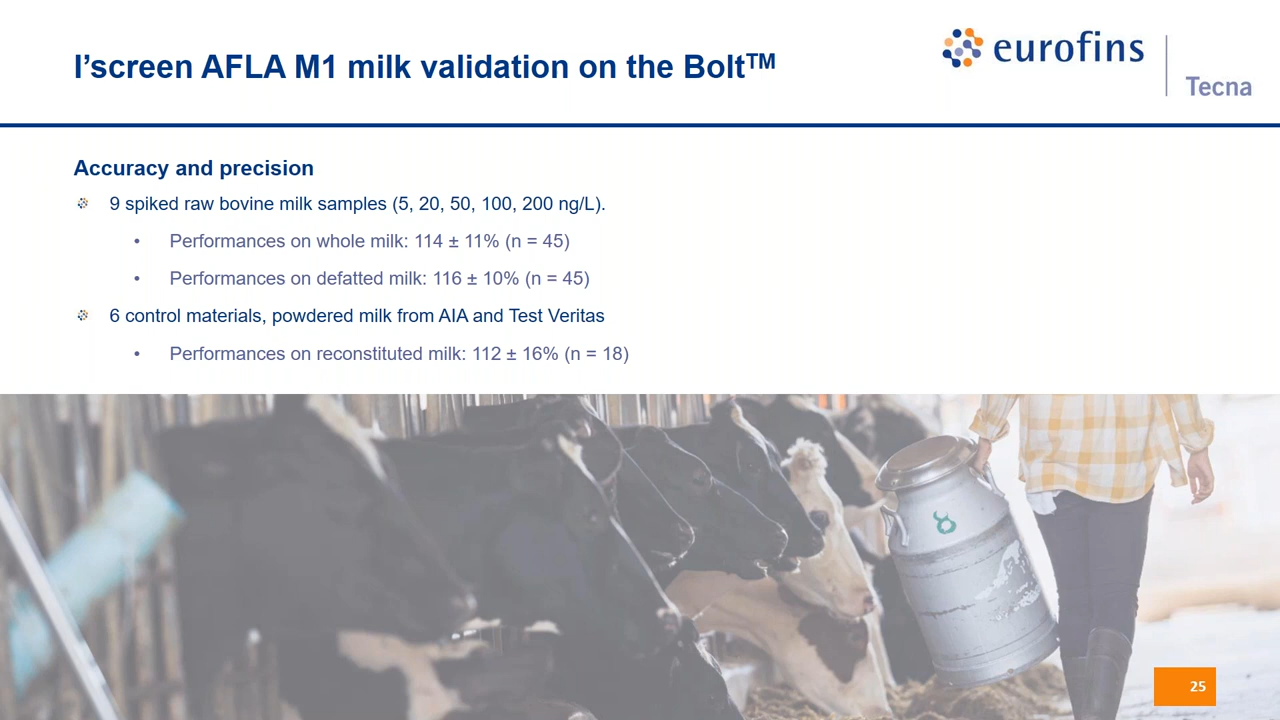 I’screen AFLA M1 milk validation on the Bolt™
eurofins
Tecna
Accuracy and precision
9 spiked raw bovine milk samples (5, 20, 50, 100, 200 ng/L).
• Performances on whole milk: 114 ± 11% (n = 45)
• Performances on defatted milk: 116 ± 10% (n = 45)
6 control materials, powdered milk from AIA and Test Veritas
• Performances on reconstituted milk: 112 ± 16% (n = 18)
8
25